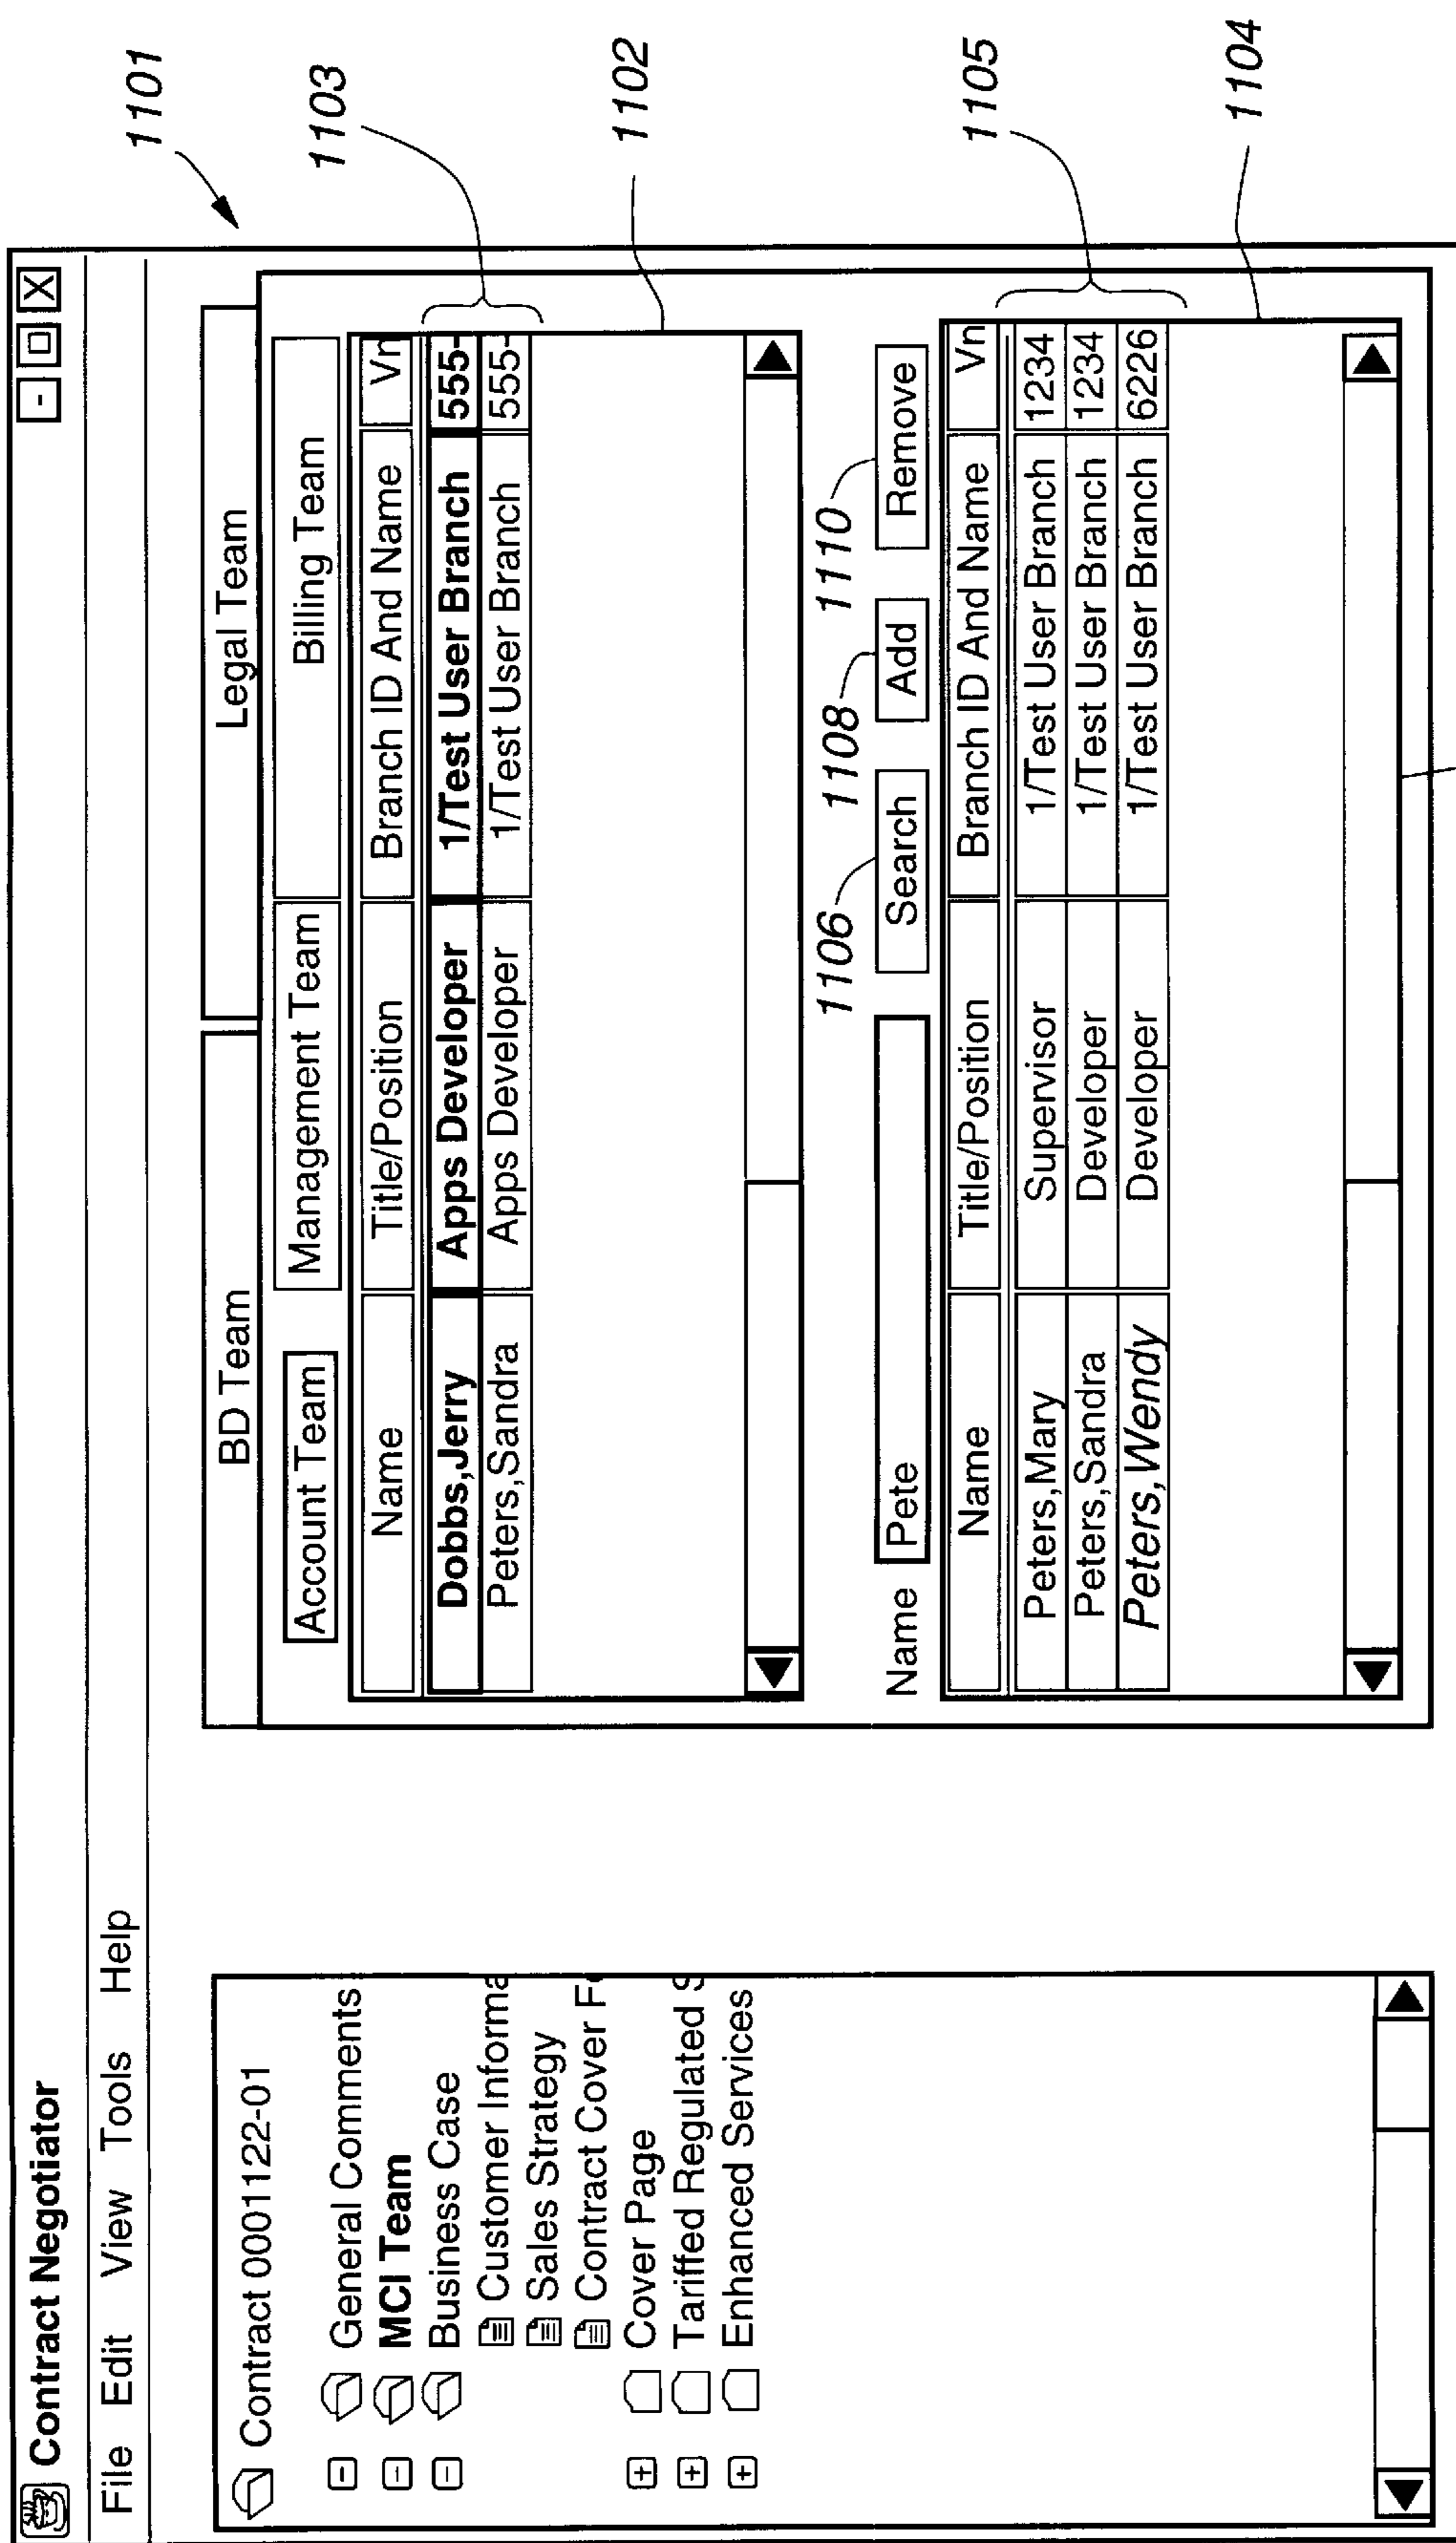 Contract Negotiator
- □ X
File Edit View Tools Help
1101
Contract 0001122-01
- General Comments
- MCI Team
- Business Case
Customer Informa
Sales Strategy
Contract Cover F
+ Cover Page
+ Tariffed Regulated S
+ Enhanced Services
BD Team Legal Team
Account Team Management Team Billing Team
Name Title/Position Branch ID And Name Vn
Dobbs,Jerry Apps Developer 1/Test User Branch 555-
Peters,Sandra Apps Developer 1/Test User Branch 555-
1103
1102
1106 1108 1110
Name Pete Search Add Remove
Name Title/Position Branch ID And Name Vn
Peters,Mary Supervisor 1/Test User Branch 1234
Peters,Sandra Developer 1/Test User Branch 1234
Peters,Wendy Developer 1/Test User Branch 6226
1105
1104